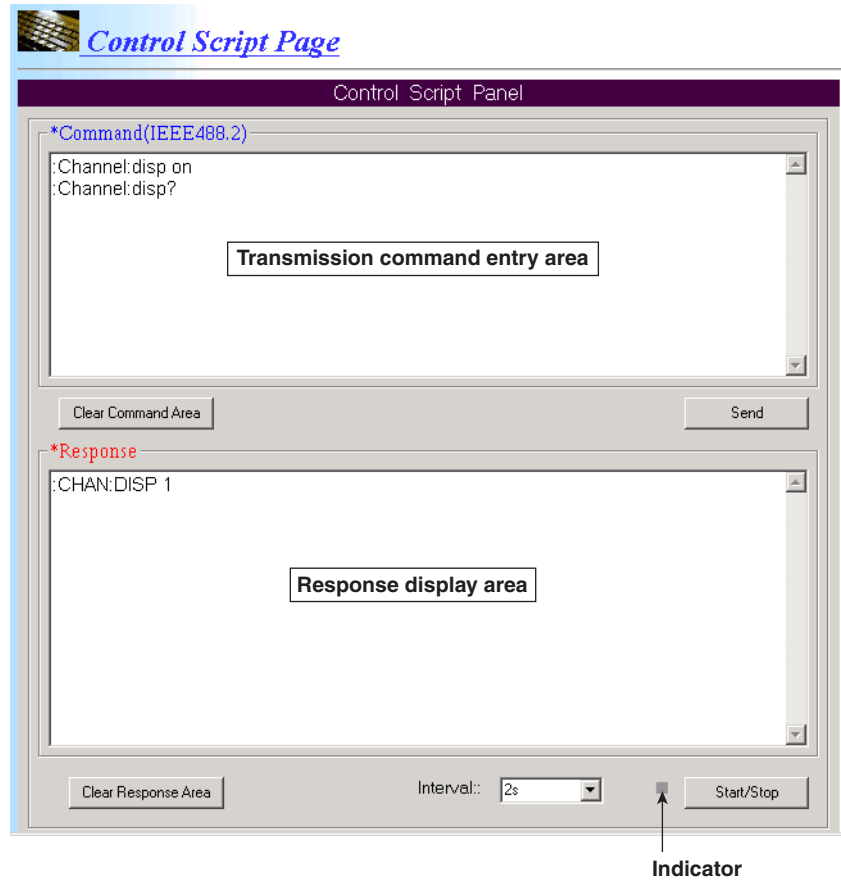 Control Script Page
Control Script Panel
*Command(IEEE488.2)
:Channel:disp on
:Channel:disp?
Transmission command entry area
Clear Command Area
Send
*Response
:CHAN:DISP 1
Response display area
Clear Response Area
Interval::
2s
Start/Stop
Indicator